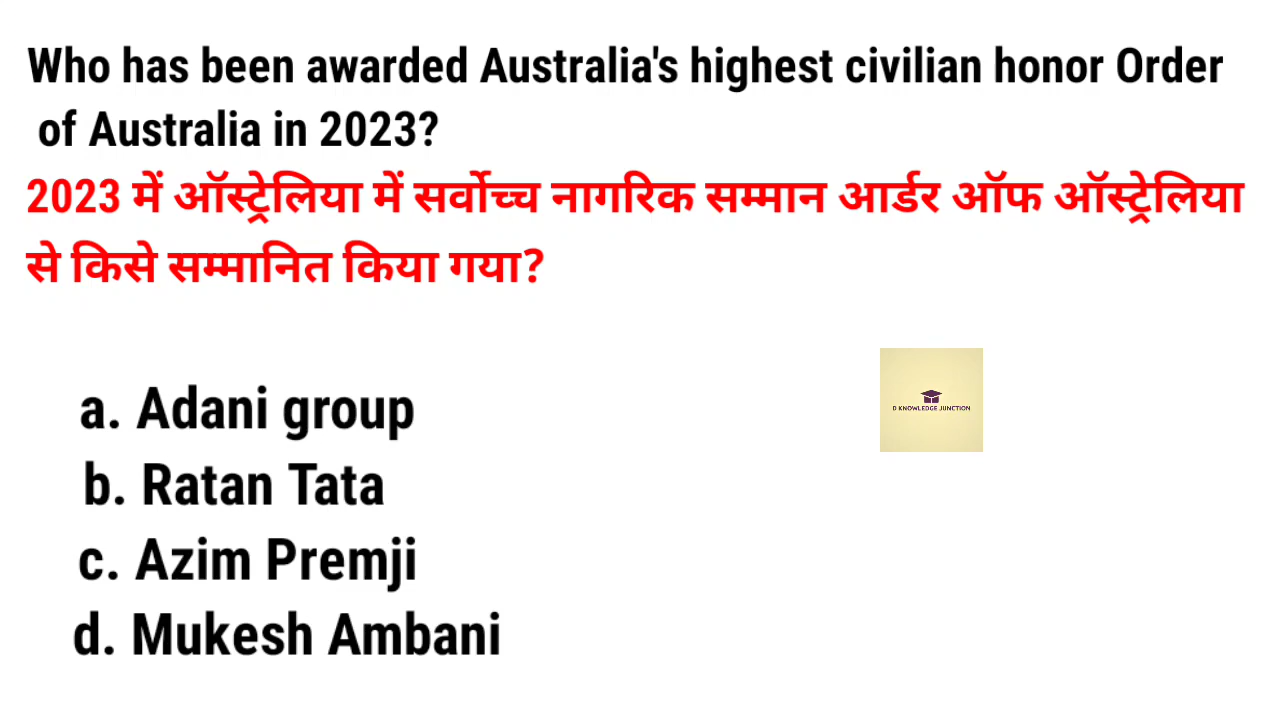 Who has been awarded Australia's highest civilian honor Order
of Australia in 2023?
2023 में ऑस्ट्रेलिया में सर्वोच्च नागरिक सम्मान आर्डर ऑफ ऑस्ट्रेलिया
से किसे सम्मानित किया गया?
a. Adani group
b. Ratan Tata
D KNOWLEDGE JUNCTION
c. Azim Premji
d. Mukesh Ambani